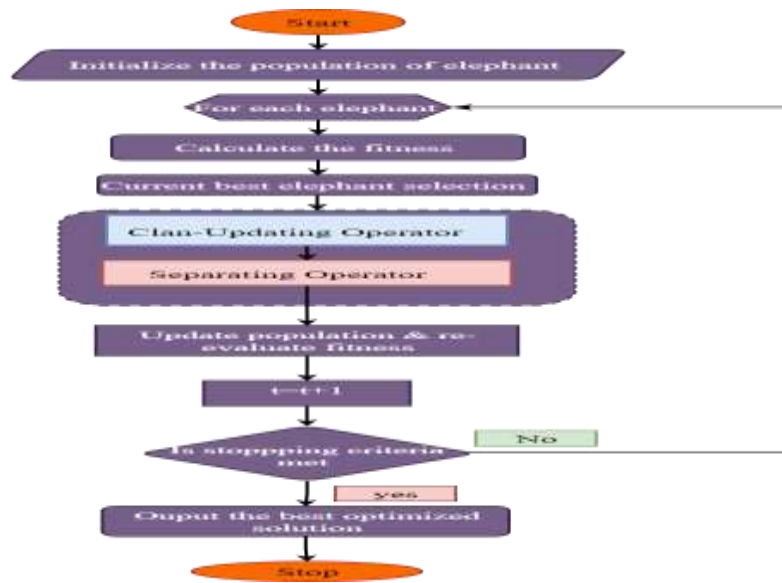 Start
Initialize the population of elephant
For each elephant
Calculate the fitness
Current best elephant selection
Clan-Updating Operator
Separating Operator
Update population & re-
evaluate fitness
t=t+1
Is stoppping criteria
met
No
yes
Ouput the best optimized
solution
Stop